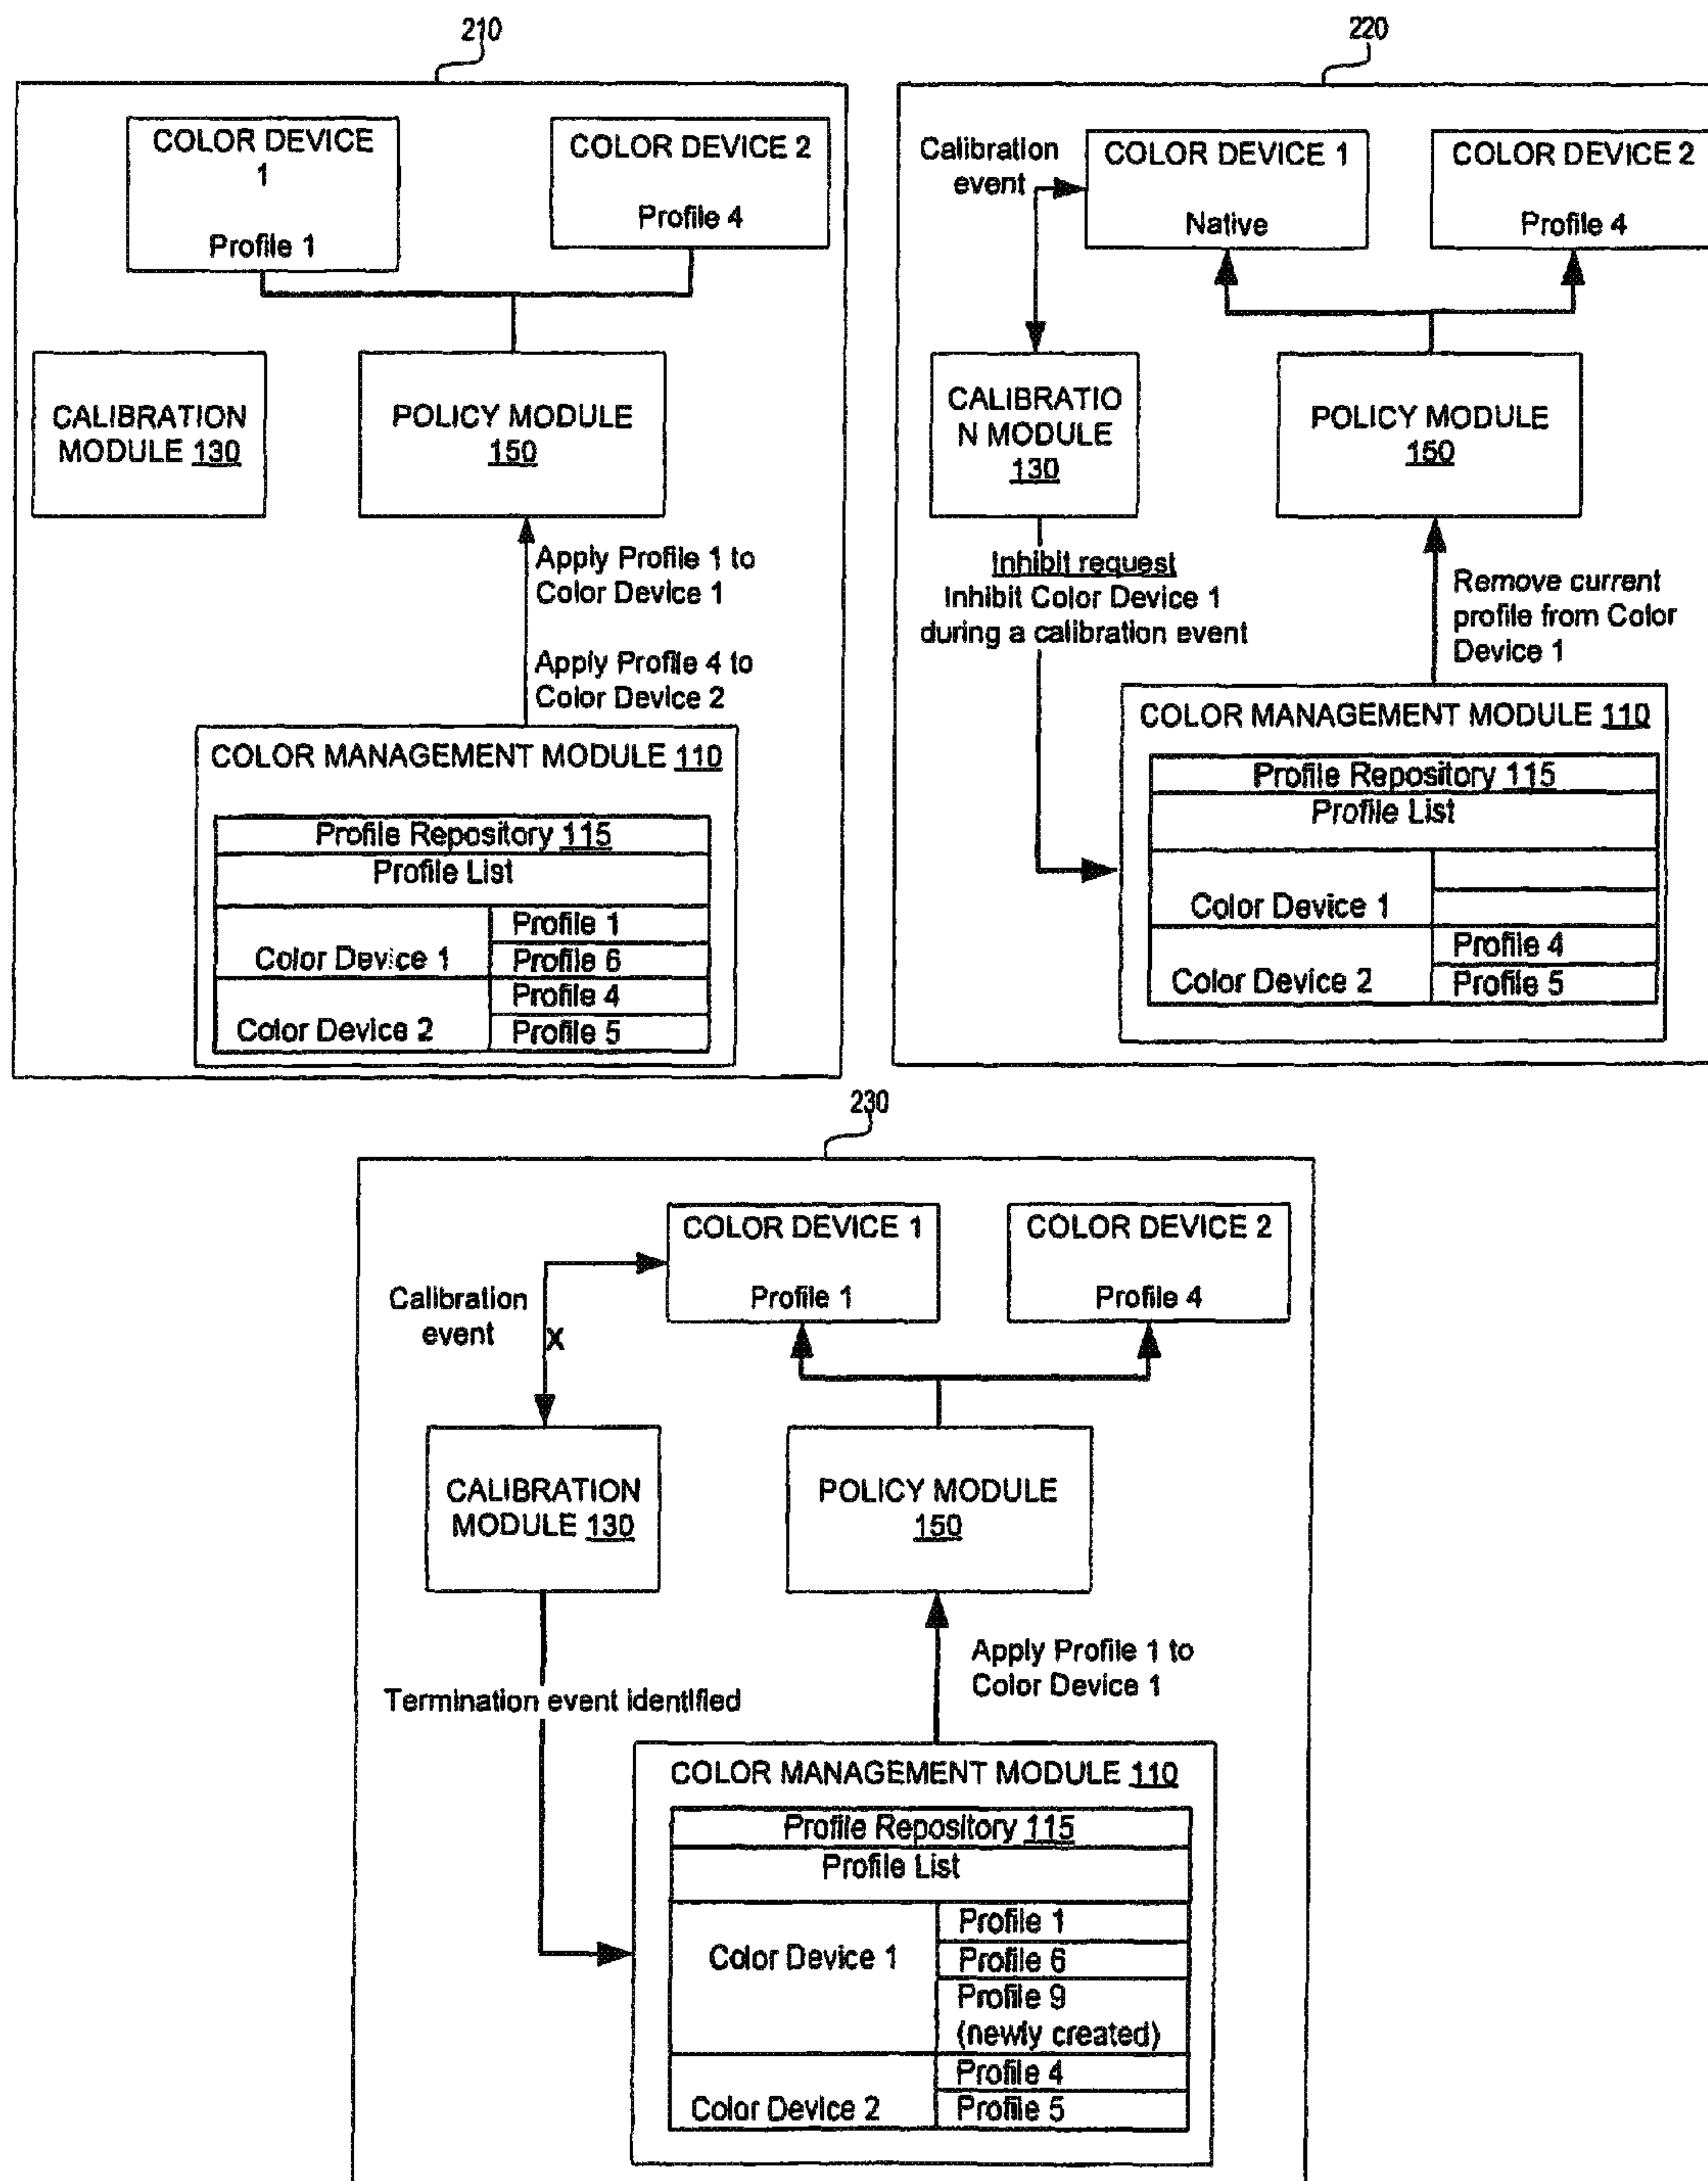 210
COLOR DEVICE
1
Profile 1
COLOR DEVICE 2
Profile 4
CALIBRATION
MODULE 130
POLICY MODULE
150
Apply Profile 1 to
Color Device 1
Apply Profile 4 to
Color Device 2
COLOR MANAGEMENT MODULE 110
Profile Repository 115
Profile List
Color Device 1
Profile 1
Profile 6
Color Device 2
Profile 4
Profile 5
220
Calibration
event
COLOR DEVICE 1
Native
COLOR DEVICE 2
Profile 4
CALIBRATIO
N MODULE
130
POLICY MODULE
150
Inhibit request
Inhibit Color Device 1
during a calibration event
Remove current
profile from Color
Device 1
COLOR MANAGEMENT MODULE 110
Profile Repository 115
Profile List
Color Device 1
Color Device 2
Profile 4
Profile 5
230
Calibration
event
X
COLOR DEVICE 1
Profile 1
COLOR DEVICE 2
Profile 4
CALIBRATION
MODULE 130
POLICY MODULE
150
Termination event identified
Apply Profile 1 to
Color Device 1
COLOR MANAGEMENT MODULE 110
Profile Repository 115
Profile List
Color Device 1
Profile 1
Profile 6
Profile 9
(newly created)
Color Device 2
Profile 4
Profile 5